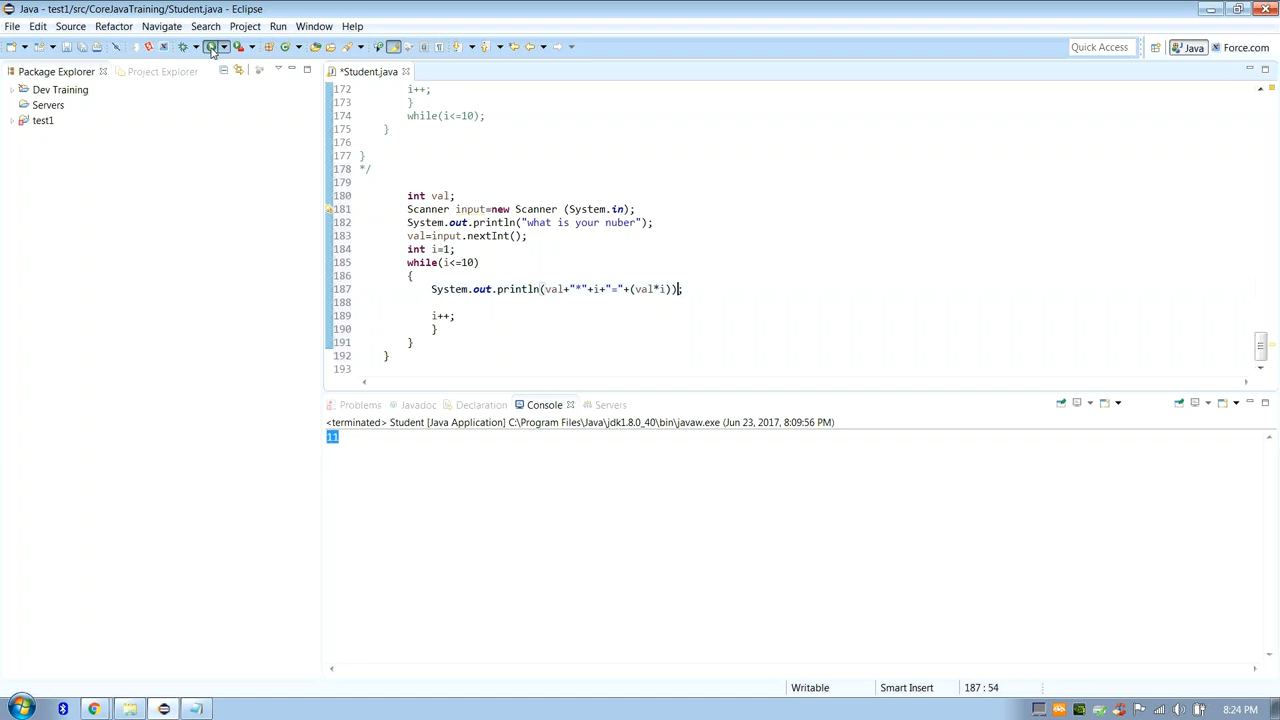 Java - test1/src/CoreJavaTraining/Student.java - Eclipse
File Edit Source Refactor Navigate Search Project Run Window Help
Quick Access Java Force.com
Package Explorer Project Explorer *Student.java
Dev Training
Servers
test1
172 i++;
173 }
174 while(i<=10);
175 }
176
177 }
178 */
179
180 int val;
181 Scanner input=new Scanner (System.in);
182 System.out.println("what is your nuber");
183 val=input.nextInt();
184 int i=1;
185 while(i<=10)
186 {
187 System.out.println(val+"*"+i+"="+(val*i));
188
189 i++;
190 }
191 }
192 }
193
Problems Javadoc Declaration Console Servers
<terminated> Student [Java Application] C:\Program Files\Java\jdk1.8.0_40\bin\javaw.exe (Jun 23, 2017, 8:09:56 PM)
11
Writable Smart Insert 187 : 54
8:24 PM